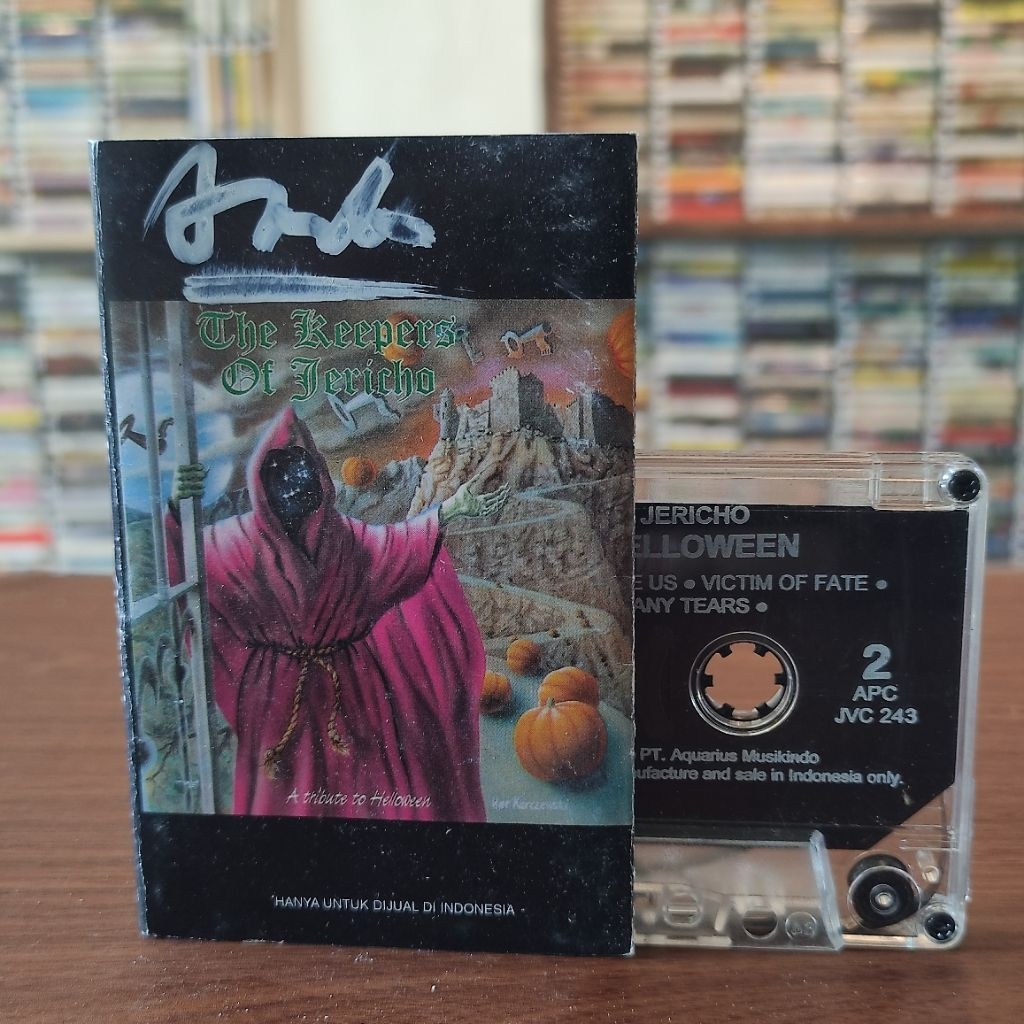 The Keepers
Of Jericho
A tribute to Helloween
HANYA UNTUK DIJUAL DI INDONESIA -
JERICHO
ELLOWEEN
E US • VICTIM OF FATE •
ANY TEARS •
2
APC
JVC 243
PT. Aquarius Musikindo
ufacture and sale in Indonesia only.